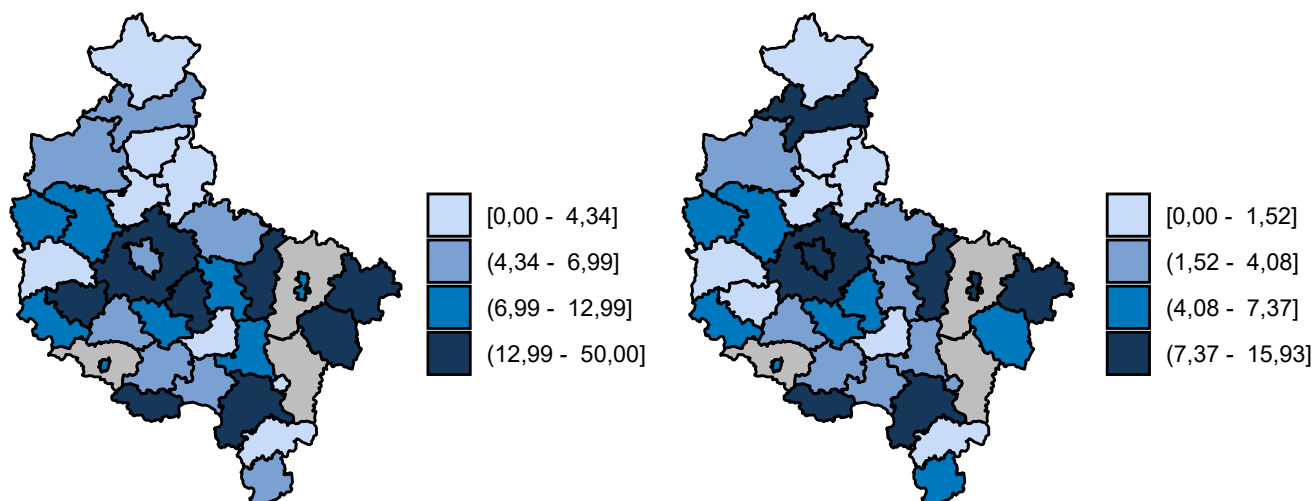 [0,00 - 4,34]
(4,34 - 6,99]
(6,99 - 12,99]
(12,99 - 50,00]
[0,00 - 1,52]
(1,52 - 4,08]
(4,08 - 7,37]
(7,37 - 15,93]